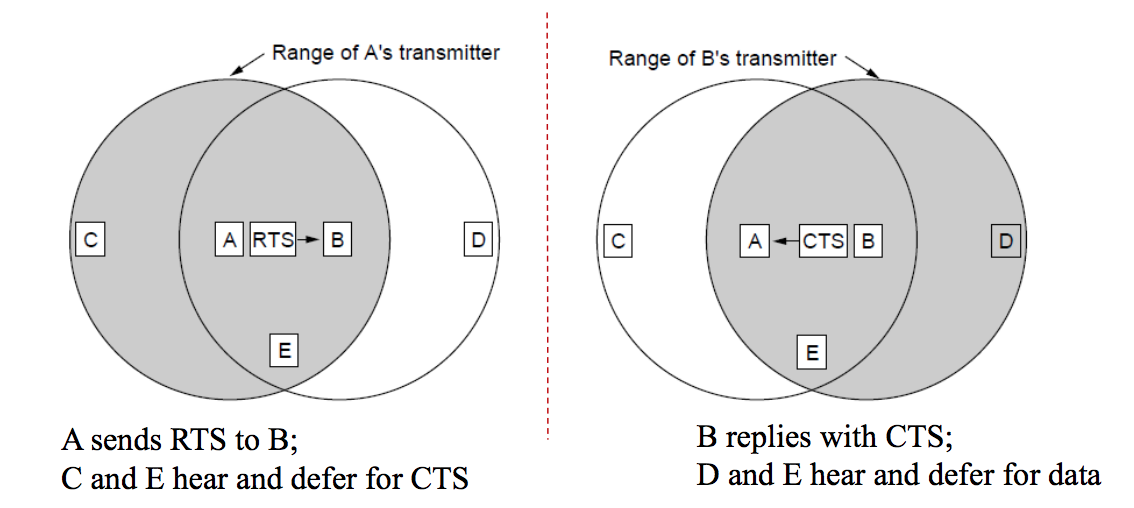 Range of A's transmitter
C
A
RTS
B
D
E
A sends RTS to B;
C and E hear and defer for CTS
Range of B's transmitter
C
A
CTS
B
D
E
B replies with CTS;
D and E hear and defer for data